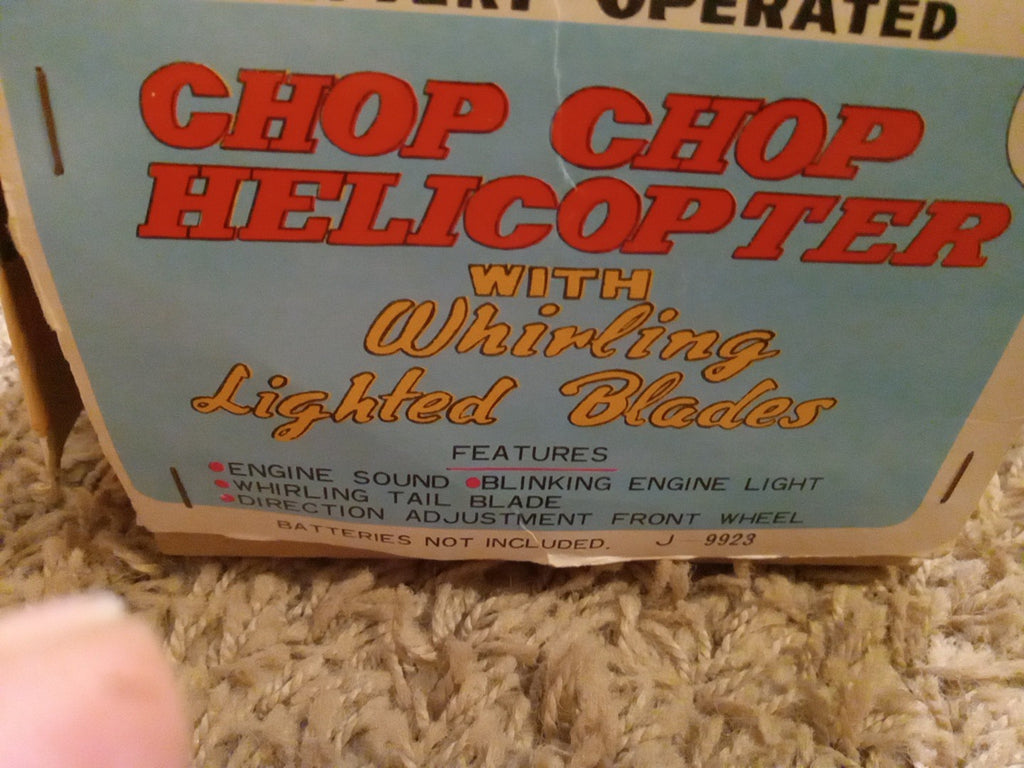 OPERATED
CHOP CHOP
HELICOPTER
WITH
Whirling
Lighted Blades
FEATURES
•ENGINE SOUND •BLINKING ENGINE LIGHT
•WHIRLING TAIL BLADE
•DIRECTION ADJUSTMENT FRONT WHEEL
BATTERIES NOT INCLUDED. J-9923